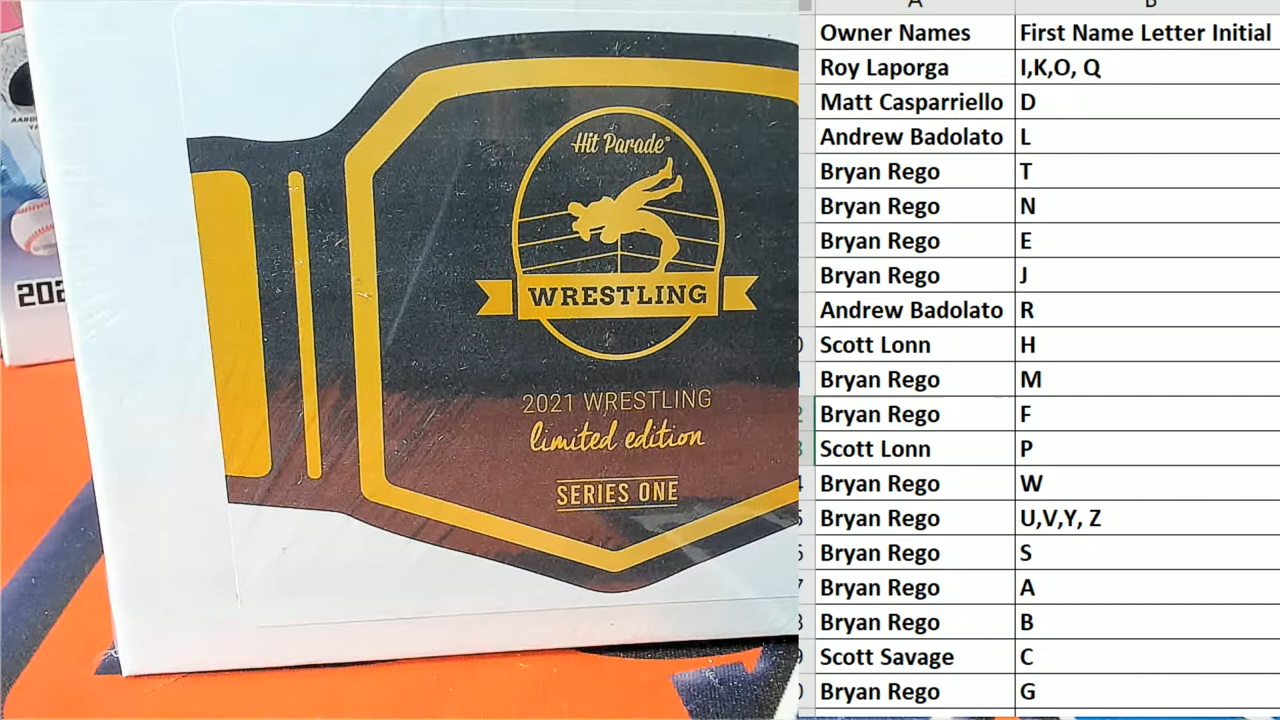 Hit Parade
WRESTLING
2021 WRESTLING
limited edition
SERIES ONE
202
A B
Owner Names First Name Letter Initial
Roy Laporga I,K,O, Q
Matt Casparriello D
Andrew Badolato L
Bryan Rego T
Bryan Rego N
Bryan Rego E
Bryan Rego J
Andrew Badolato R
Scott Lonn H
Bryan Rego M
Bryan Rego F
Scott Lonn P
Bryan Rego W
Bryan Rego U,V,Y, Z
Bryan Rego S
Bryan Rego A
Bryan Rego B
Scott Savage C
Bryan Rego G